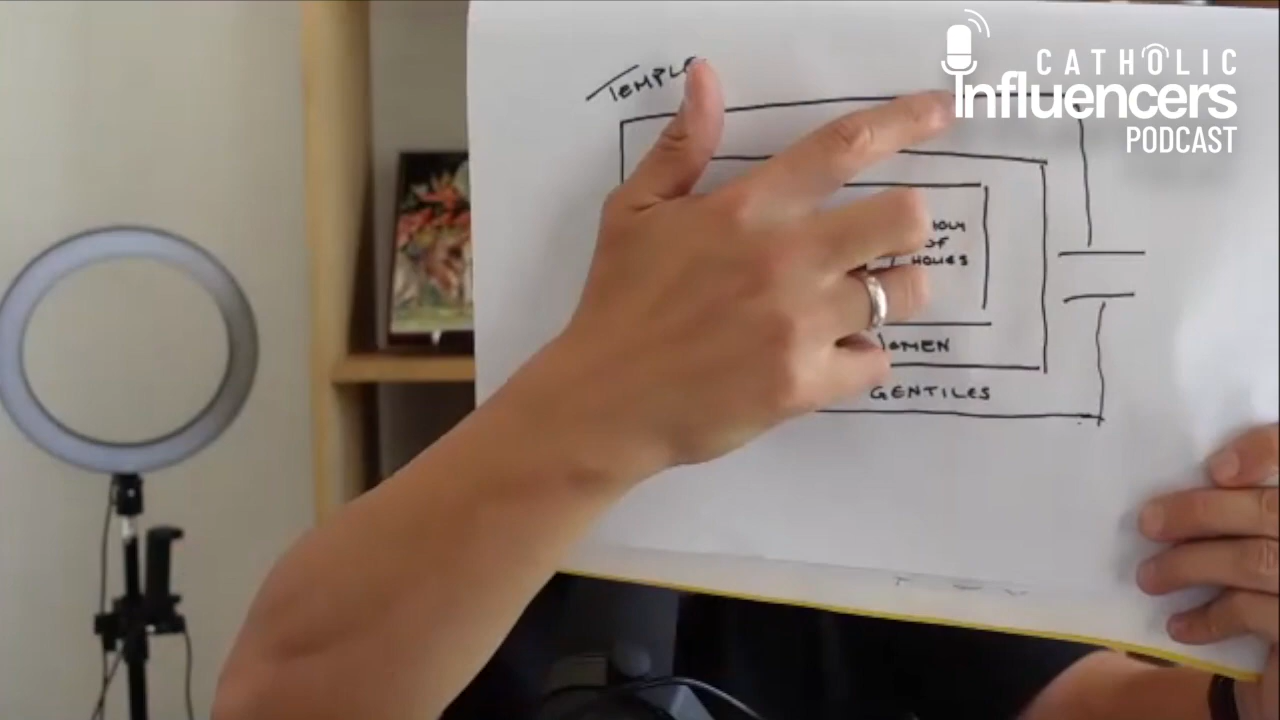 CATHOLIC
Influencers
PODCAST
TEMPLE
HOLY
OF
HOLIES
WOMEN
GENTILES